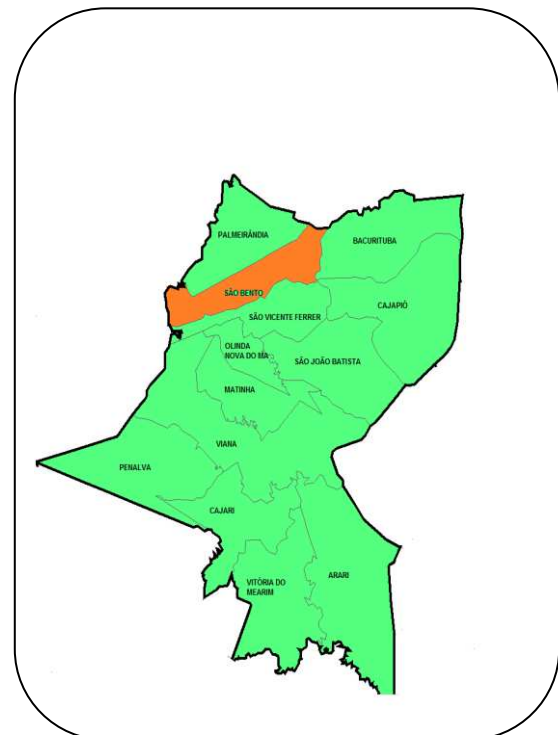 PALMEIRÂNDIA
BACURITUBA
SÃO BENTO
CAJAPIÓ
SÃO VICENTE FERRER
OLINDA
NOVA DO MA
SÃO JOÃO BATISTA
MATINHA
VIANA
PENALVA
CAJARI
ARARI
VITÓRIA DO
MEARIM